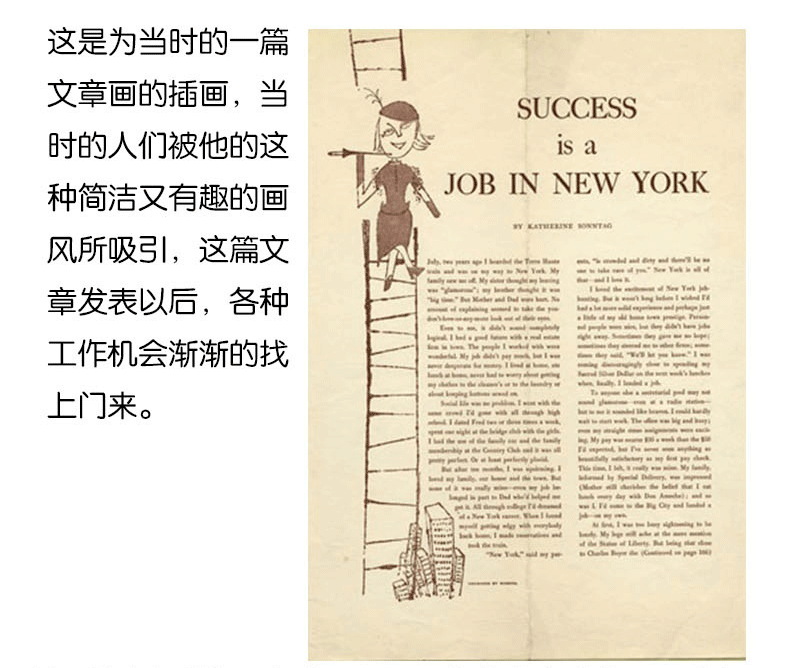 这是为当时的一篇
文章画的插画，当
时的人们被他的这
种简洁又有趣的画
风所吸引，这篇文
章发表以后，各种
工作机会渐渐的找
上门来。
SUCCESS
is a
JOB IN NEW YORK
BY KATHERINE SONNTAG
July, two years ago I boarded the Terre Haute
train and was on my way to New York. My
family saw me off. My sister thought my leaving
was "glamorous"; my brother thought it was
"big time." But Mother and Dad were hurt. No
amount of explaining seemed to take the you-
don't-love-us-any-more look out of their eyes.
Even to me, it didn't sound completely
logical. I had a good future with a real estate
firm in town. The people I worked with were
wonderful. My job didn't pay much, but I was
never desperate for money. I lived at home, ate
lunch at home, never had to worry about getting
my clothes to the cleaner's or to the laundry or
about keeping buttons sewed on.
Social life was no problem. I went with the
same crowd I'd gone with all through high
school. I dated Fred two or three times a week,
spent one night at the bridge club with the girls.
I had the use of the family car and the family
membership at the Country Club and it was all
pretty perfect. Or at least perfectly placid.
But after ten months, I was squirming. I
loved my family, our house and the town. But
none of it was really mine—even my job be-
longed in part to Dad who'd helped me
get it. All through college I'd dreamed
of a New York career. When I found
myself getting edgy with everybody
back home, I made reservations and
took the train.
"New York," said my par-
ents, "is crowded and dirty and there'll be no
one to take care of you." New York is all of
that—and I love it.
I loved the excitement of New York job-
hunting. But it wasn't long before I wished I'd
had a lot more solid experience and perhaps just
a little of my old home town prestige. Person-
nel people were nice, but they didn't have jobs
right away. Sometimes they gave me no hope;
sometimes they steered me to other firms; some-
times they said, "We'll let you know." I was
coming discouragingly close to spending my
Sacred Silver Dollar on the next week's lunches
when, finally, I landed a job.
To anyone else a secretarial post may not
sound glamorous—even at a radio station—
but to me it sounded like heaven. I could hardly
wait to start work. The office was big and busy;
even my straight steno assignments were excit-
ing. My pay was nearer $30 a week than the $50
I'd expected, but I've never seen anything so
beautifully satisfactory as my first pay check.
This time, I felt, it really was mine. My family,
informed by Special Delivery, was impressed
(Mother still cherishes the belief that I eat
lunch every day with Don Ameche); and so
was I. I'd come to the Big City and landed a
job—on my own.
At first, I was too busy sightseeing to be
lonely. My legs still ache at the mere mention
of the Statue of Liberty. But being that close
to Charles Boyer the (Continued on page 166)